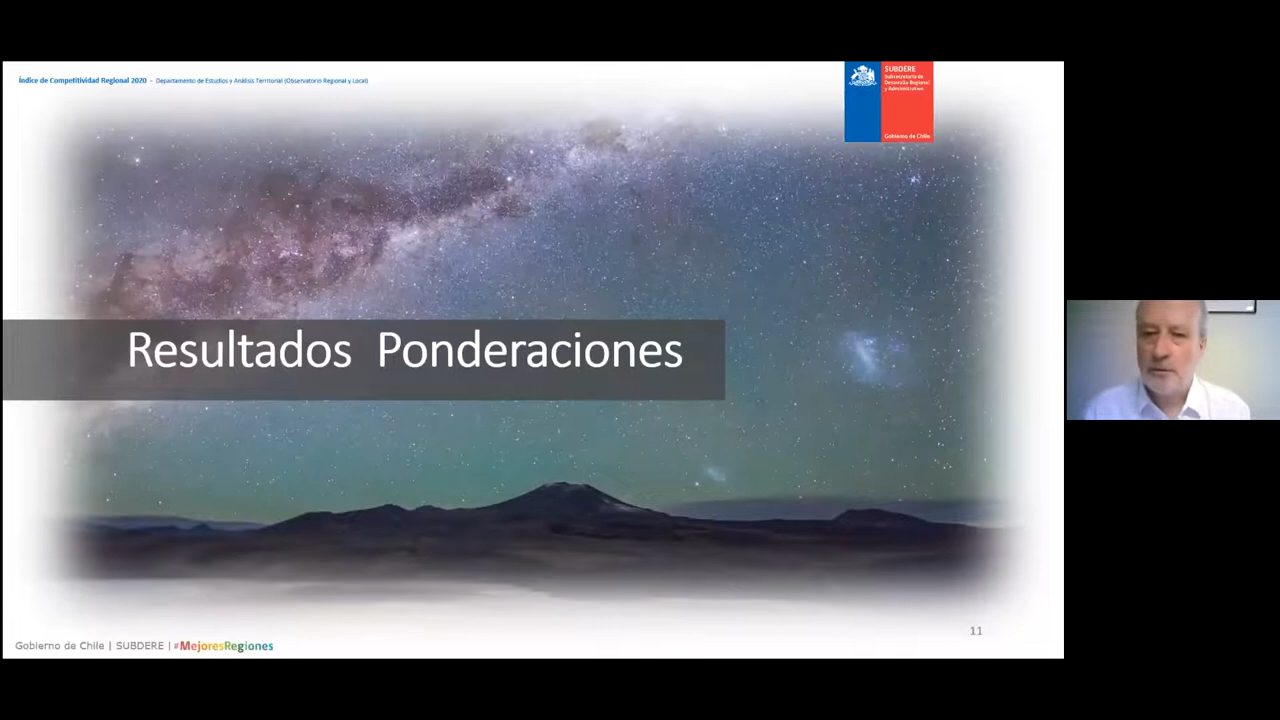 Índice de Competitividad Regional 2020 - Departamento de Estudios y Análisis Territorial (Observatorio Regional y Local)
SUBDERE
Subsecretaría de
Desarrollo Regional
y Administrativo
Gobierno de Chile
Resultados Ponderaciones
11
Gobierno de Chile | SUBDERE | #MejoresRegiones